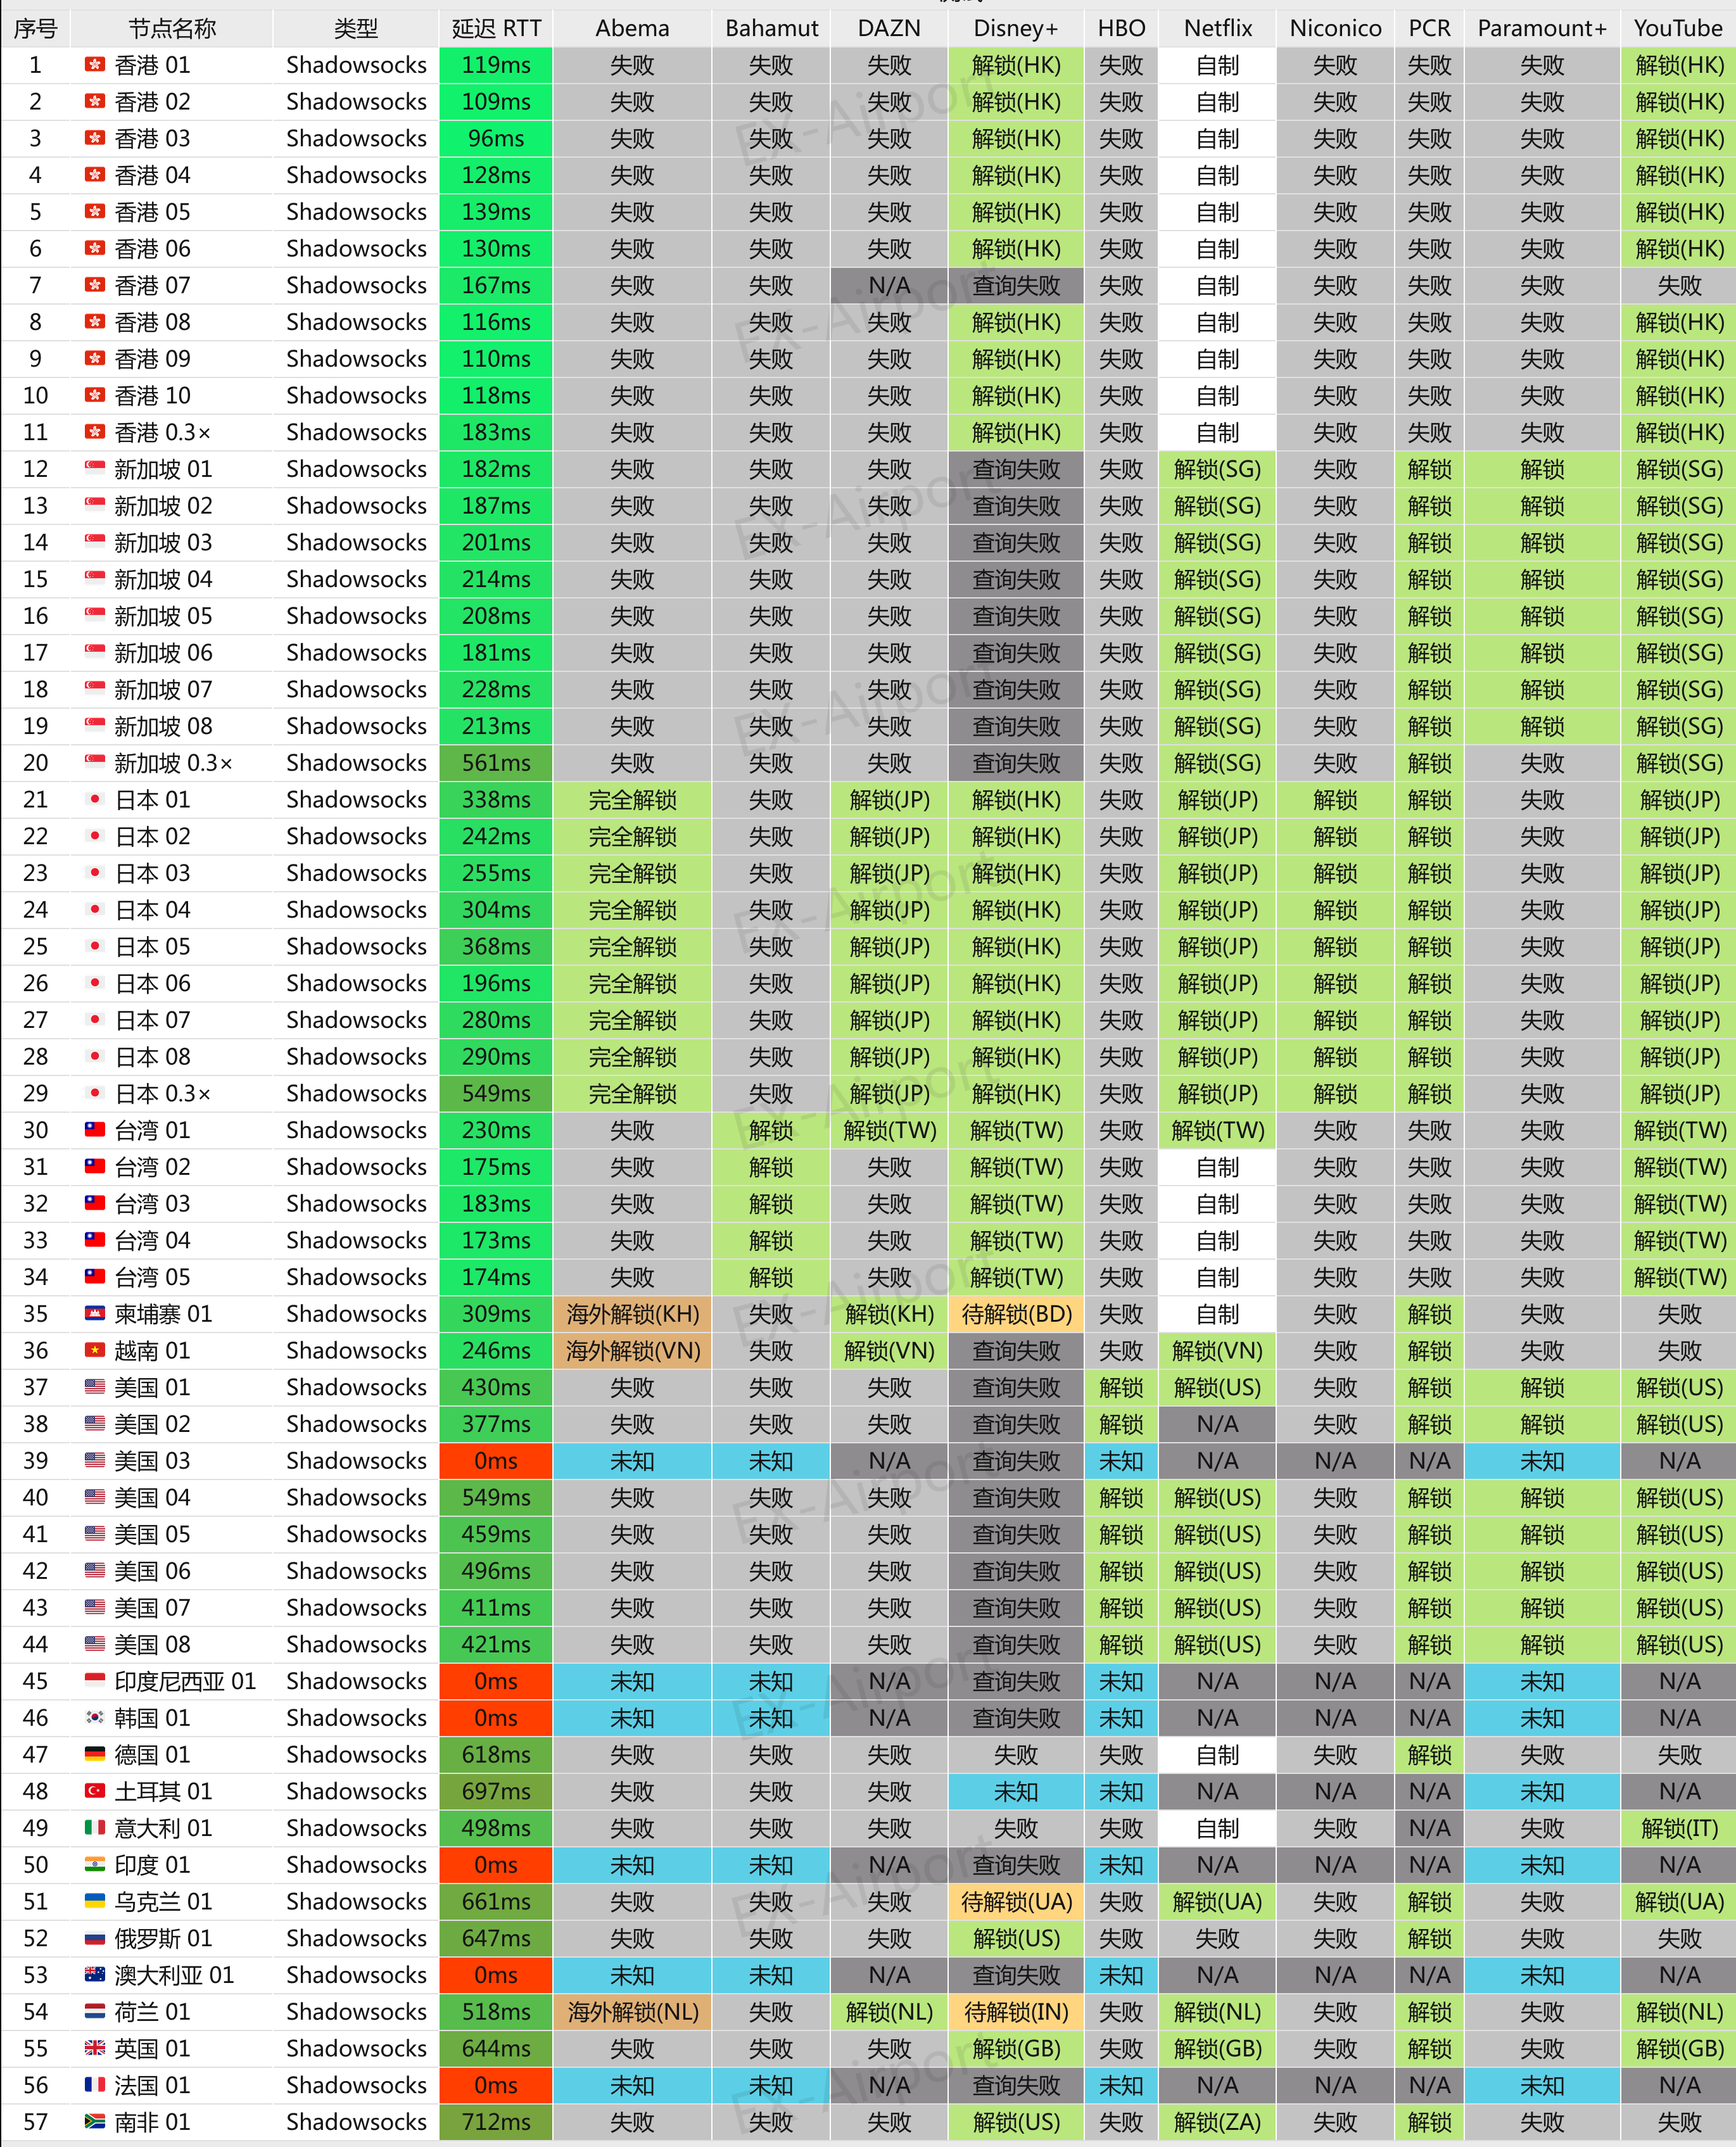 序号 节点名称 类型 延迟 RTT Abema Bahamut DAZN Disney+ HBO Netflix Niconico PCR Paramount+ YouTube
1 香港 01 Shadowsocks 119ms 失败 失败 失败 解锁(HK) 失败 自制 失败 失败 失败 解锁(HK)
2 香港 02 Shadowsocks 109ms 失败 失败 失败 解锁(HK) 失败 自制 失败 失败 失败 解锁(HK)
3 香港 03 Shadowsocks 96ms 失败 失败 失败 解锁(HK) 失败 自制 失败 失败 失败 解锁(HK)
4 香港 04 Shadowsocks 128ms 失败 失败 失败 解锁(HK) 失败 自制 失败 失败 失败 解锁(HK)
5 香港 05 Shadowsocks 139ms 失败 失败 失败 解锁(HK) 失败 自制 失败 失败 失败 解锁(HK)
6 香港 06 Shadowsocks 130ms 失败 失败 失败 解锁(HK) 失败 自制 失败 失败 失败 解锁(HK)
7 香港 07 Shadowsocks 167ms 失败 失败 N/A 查询失败 失败 自制 失败 失败 失败 失败
8 香港 08 Shadowsocks 116ms 失败 失败 失败 解锁(HK) 失败 自制 失败 失败 失败 解锁(HK)
9 香港 09 Shadowsocks 110ms 失败 失败 失败 解锁(HK) 失败 自制 失败 失败 失败 解锁(HK)
10 香港 10 Shadowsocks 118ms 失败 失败 失败 解锁(HK) 失败 自制 失败 失败 失败 解锁(HK)
11 香港 0.3× Shadowsocks 183ms 失败 失败 失败 解锁(HK) 失败 自制 失败 失败 失败 解锁(HK)
12 新加坡 01 Shadowsocks 182ms 失败 失败 失败 查询失败 失败 解锁(SG) 失败 解锁 解锁 解锁(SG)
13 新加坡 02 Shadowsocks 187ms 失败 失败 失败 查询失败 失败 解锁(SG) 失败 解锁 解锁 解锁(SG)
14 新加坡 03 Shadowsocks 201ms 失败 失败 失败 查询失败 失败 解锁(SG) 失败 解锁 解锁 解锁(SG)
15 新加坡 04 Shadowsocks 214ms 失败 失败 失败 查询失败 失败 解锁(SG) 失败 解锁 解锁 解锁(SG)
16 新加坡 05 Shadowsocks 208ms 失败 失败 失败 查询失败 失败 解锁(SG) 失败 解锁 解锁 解锁(SG)
17 新加坡 06 Shadowsocks 181ms 失败 失败 失败 查询失败 失败 解锁(SG) 失败 解锁 解锁 解锁(SG)
18 新加坡 07 Shadowsocks 228ms 失败 失败 失败 查询失败 失败 解锁(SG) 失败 解锁 解锁 解锁(SG)
19 新加坡 08 Shadowsocks 213ms 失败 失败 失败 查询失败 失败 解锁(SG) 失败 解锁 解锁 解锁(SG)
20 新加坡 0.3× Shadowsocks 561ms 失败 失败 失败 查询失败 失败 解锁(SG) 失败 解锁 失败 解锁(SG)
21 日本 01 Shadowsocks 338ms 完全解锁 失败 解锁(JP) 解锁(HK) 失败 解锁(JP) 解锁 解锁 失败 解锁(JP)
22 日本 02 Shadowsocks 242ms 完全解锁 失败 解锁(JP) 解锁(HK) 失败 解锁(JP) 解锁 解锁 失败 解锁(JP)
23 日本 03 Shadowsocks 255ms 完全解锁 失败 解锁(JP) 解锁(HK) 失败 解锁(JP) 解锁 解锁 失败 解锁(JP)
24 日本 04 Shadowsocks 304ms 完全解锁 失败 解锁(JP) 解锁(HK) 失败 解锁(JP) 解锁 解锁 失败 解锁(JP)
25 日本 05 Shadowsocks 368ms 完全解锁 失败 解锁(JP) 解锁(HK) 失败 解锁(JP) 解锁 解锁 失败 解锁(JP)
26 日本 06 Shadowsocks 196ms 完全解锁 失败 解锁(JP) 解锁(HK) 失败 解锁(JP) 解锁 解锁 失败 解锁(JP)
27 日本 07 Shadowsocks 280ms 完全解锁 失败 解锁(JP) 解锁(HK) 失败 解锁(JP) 解锁 解锁 失败 解锁(JP)
28 日本 08 Shadowsocks 290ms 完全解锁 失败 解锁(JP) 解锁(HK) 失败 解锁(JP) 解锁 解锁 失败 解锁(JP)
29 日本 0.3× Shadowsocks 549ms 完全解锁 失败 解锁(JP) 解锁(HK) 失败 解锁(JP) 解锁 解锁 失败 解锁(JP)
30 台湾 01 Shadowsocks 230ms 失败 解锁 解锁(TW) 解锁(TW) 失败 解锁(TW) 失败 失败 失败 解锁(TW)
31 台湾 02 Shadowsocks 175ms 失败 解锁 失败 解锁(TW) 失败 自制 失败 失败 失败 解锁(TW)
32 台湾 03 Shadowsocks 183ms 失败 解锁 失败 解锁(TW) 失败 自制 失败 失败 失败 解锁(TW)
33 台湾 04 Shadowsocks 173ms 失败 解锁 失败 解锁(TW) 失败 自制 失败 失败 失败 解锁(TW)
34 台湾 05 Shadowsocks 174ms 失败 解锁 失败 解锁(TW) 失败 自制 失败 失败 失败 解锁(TW)
35 柬埔寨 01 Shadowsocks 309ms 海外解锁(KH) 失败 解锁(KH) 待解锁(BD) 失败 自制 失败 解锁 失败 失败
36 越南 01 Shadowsocks 246ms 海外解锁(VN) 失败 解锁(VN) 查询失败 失败 解锁(VN) 失败 解锁 失败 失败
37 美国 01 Shadowsocks 430ms 失败 失败 失败 查询失败 解锁 解锁(US) 失败 解锁 解锁 解锁(US)
38 美国 02 Shadowsocks 377ms 失败 失败 失败 查询失败 解锁 N/A 失败 解锁 解锁 解锁(US)
39 美国 03 Shadowsocks 0ms 未知 未知 N/A 查询失败 未知 N/A N/A N/A 未知 N/A
40 美国 04 Shadowsocks 549ms 失败 失败 失败 查询失败 解锁 解锁(US) 失败 解锁 解锁 解锁(US)
41 美国 05 Shadowsocks 459ms 失败 失败 失败 查询失败 解锁 解锁(US) 失败 解锁 解锁 解锁(US)
42 美国 06 Shadowsocks 496ms 失败 失败 失败 查询失败 解锁 解锁(US) 失败 解锁 解锁 解锁(US)
43 美国 07 Shadowsocks 411ms 失败 失败 失败 查询失败 解锁 解锁(US) 失败 解锁 解锁 解锁(US)
44 美国 08 Shadowsocks 421ms 失败 失败 失败 查询失败 解锁 解锁(US) 失败 解锁 解锁 解锁(US)
45 印度尼西亚 01 Shadowsocks 0ms 未知 未知 N/A 查询失败 未知 N/A N/A N/A 未知 N/A
46 韩国 01 Shadowsocks 0ms 未知 未知 N/A 查询失败 未知 N/A N/A N/A 未知 N/A
47 德国 01 Shadowsocks 618ms 失败 失败 失败 失败 失败 自制 失败 解锁 失败 失败
48 土耳其 01 Shadowsocks 697ms 失败 失败 失败 未知 未知 N/A N/A N/A 未知 N/A
49 意大利 01 Shadowsocks 498ms 失败 失败 失败 失败 失败 自制 失败 N/A 失败 解锁(IT)
50 印度 01 Shadowsocks 0ms 未知 未知 N/A 查询失败 未知 N/A N/A N/A 未知 N/A
51 乌克兰 01 Shadowsocks 661ms 失败 失败 失败 待解锁(UA) 失败 解锁(UA) 失败 解锁 失败 解锁(UA)
52 俄罗斯 01 Shadowsocks 647ms 失败 失败 失败 解锁(US) 失败 失败 失败 解锁 失败 失败
53 澳大利亚 01 Shadowsocks 0ms 未知 未知 N/A 查询失败 未知 N/A N/A N/A 未知 N/A
54 荷兰 01 Shadowsocks 518ms 海外解锁(NL) 失败 解锁(NL) 待解锁(IN) 失败 解锁(NL) 失败 解锁 失败 解锁(NL)
55 英国 01 Shadowsocks 644ms 失败 失败 失败 解锁(GB) 失败 解锁(GB) 失败 解锁 失败 解锁(GB)
56 法国 01 Shadowsocks 0ms 未知 未知 N/A 查询失败 未知 N/A N/A N/A 未知 N/A
57 南非 01 Shadowsocks 712ms 失败 失败 失败 解锁(US) 失败 解锁(ZA) 失败 解锁 失败 失败
EX-Airport
EX-Airport
EX-Airport
EX-Airport
EX-Airport
EX-Airport
EX-Airport
EX-Airport
EX-Airport
EX-Airport
EX-Airport